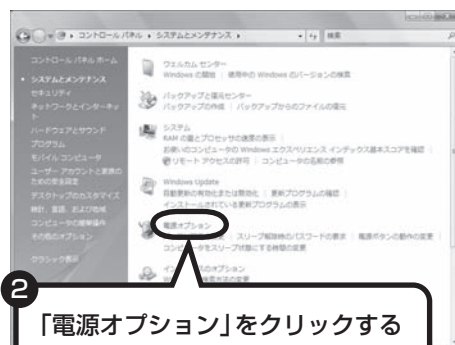 コントロール パネル ▸ システムとメンテナンス ▸
検索
コントロール パネル ホーム
システムとメンテナンス
セキュリティ
ネットワークとインターネット
ハードウェアとサウンド
プログラム
モバイル コンピュータ
ユーザー アカウントと家族の
ための安全設定
デスクトップのカスタマイズ
時計、言語、および地域
コンピュータの簡単操作
その他のオプション
クラシック表示
ウェルカム センター
Windows の開始 | 使用中の Windows のバージョンの検索
バックアップと復元センター
バックアップの作成 | バックアップからのファイルの復元
システム
RAM の量とプロセッサの速度の表示
お使いのコンピュータの Windows エクスペリエンス インデックス基本スコアを確認
リモート アクセスの許可 | コンピュータの名前の参照
Windows Update
自動更新の有効化または無効化 | 更新プログラムの確認
インストールされている更新プログラムの表示
電源オプション
スリープ解除時のパスワードの要求 | 電源ボタンの動作の変更
コンピュータをスリープ状態にする時間の変更
のオプション
2
「電源オプション」をクリックする